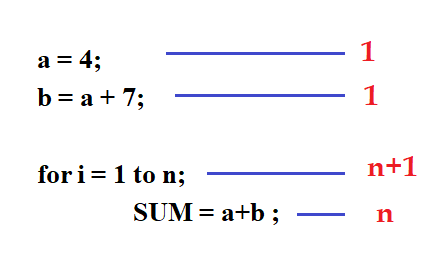 a = 4; 1
b = a + 7; 1
for i = 1 to n; n+1
SUM = a+b ; n